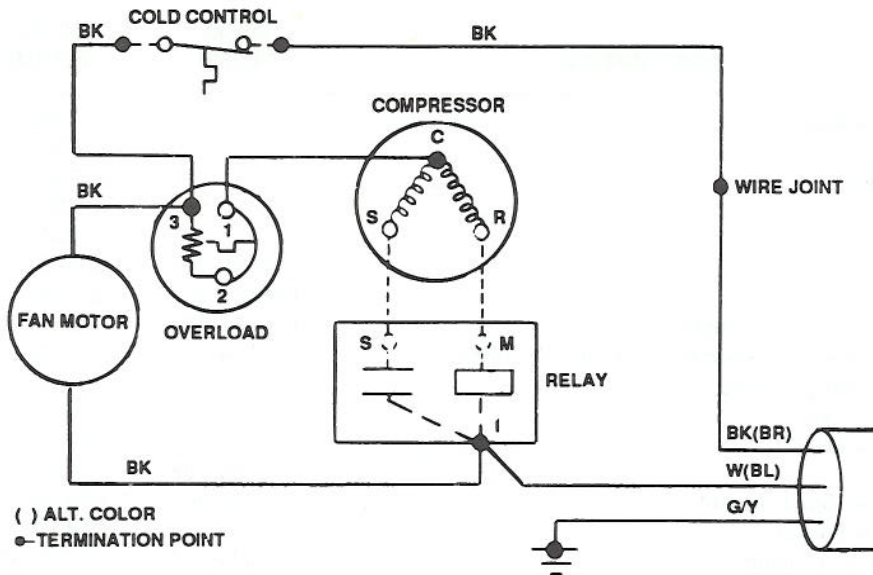 COLD CONTROL
BK
BK
COMPRESSOR
C
S
R
WIRE JOINT
BK
3
1
2
FAN MOTOR
OVERLOAD
S
M
RELAY
I
BK
BK(BR)
W(BL)
G/Y
( ) ALT. COLOR
TERMINATION POINT